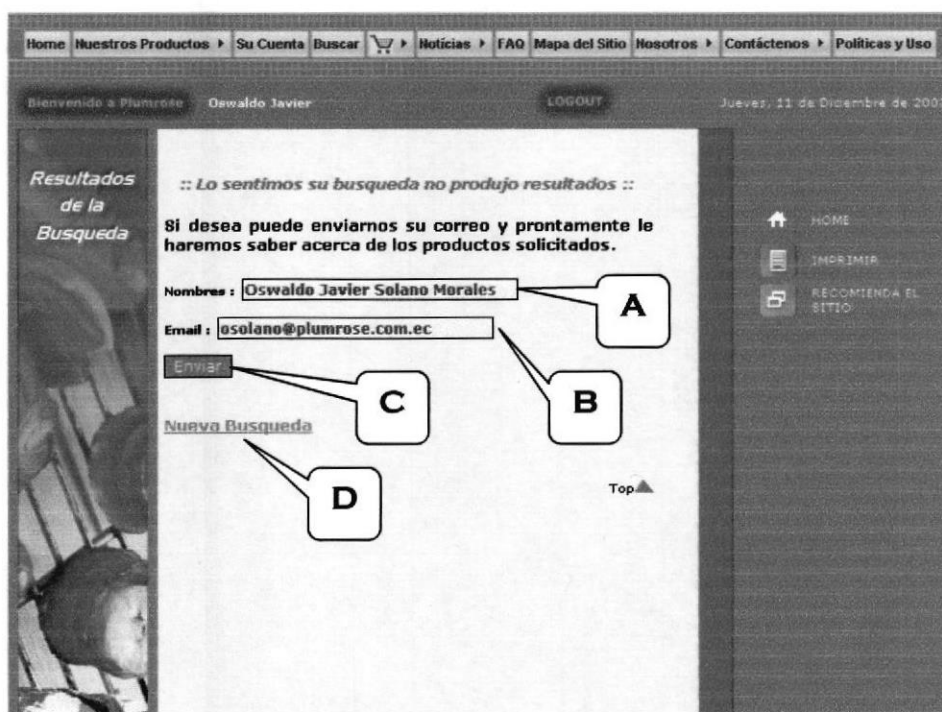 Home Nuestros Productos Su Cuenta Buscar Noticias FAQ Mapa del Sitio Nosotros Contáctenos Políticas y Uso
Bienvenido a Plumrose Oswaldo Javier LOGOUT Jueves, 11 de Diciembre de 200
Resultados
de la
Busqueda
:: Lo sentimos su busqueda no produjo resultados ::
Si desea puede enviarnos su correo y prontamente le
haremos saber acerca de los productos solicitados.
Nombres : Oswaldo Javier Solano Morales
A
Email : osolano@plumrose.com.ec
B
Enviar
C
Nueva Busqueda
D
Top
HOME
IMPRIMIR
RECOMIENDA EL
SITIO